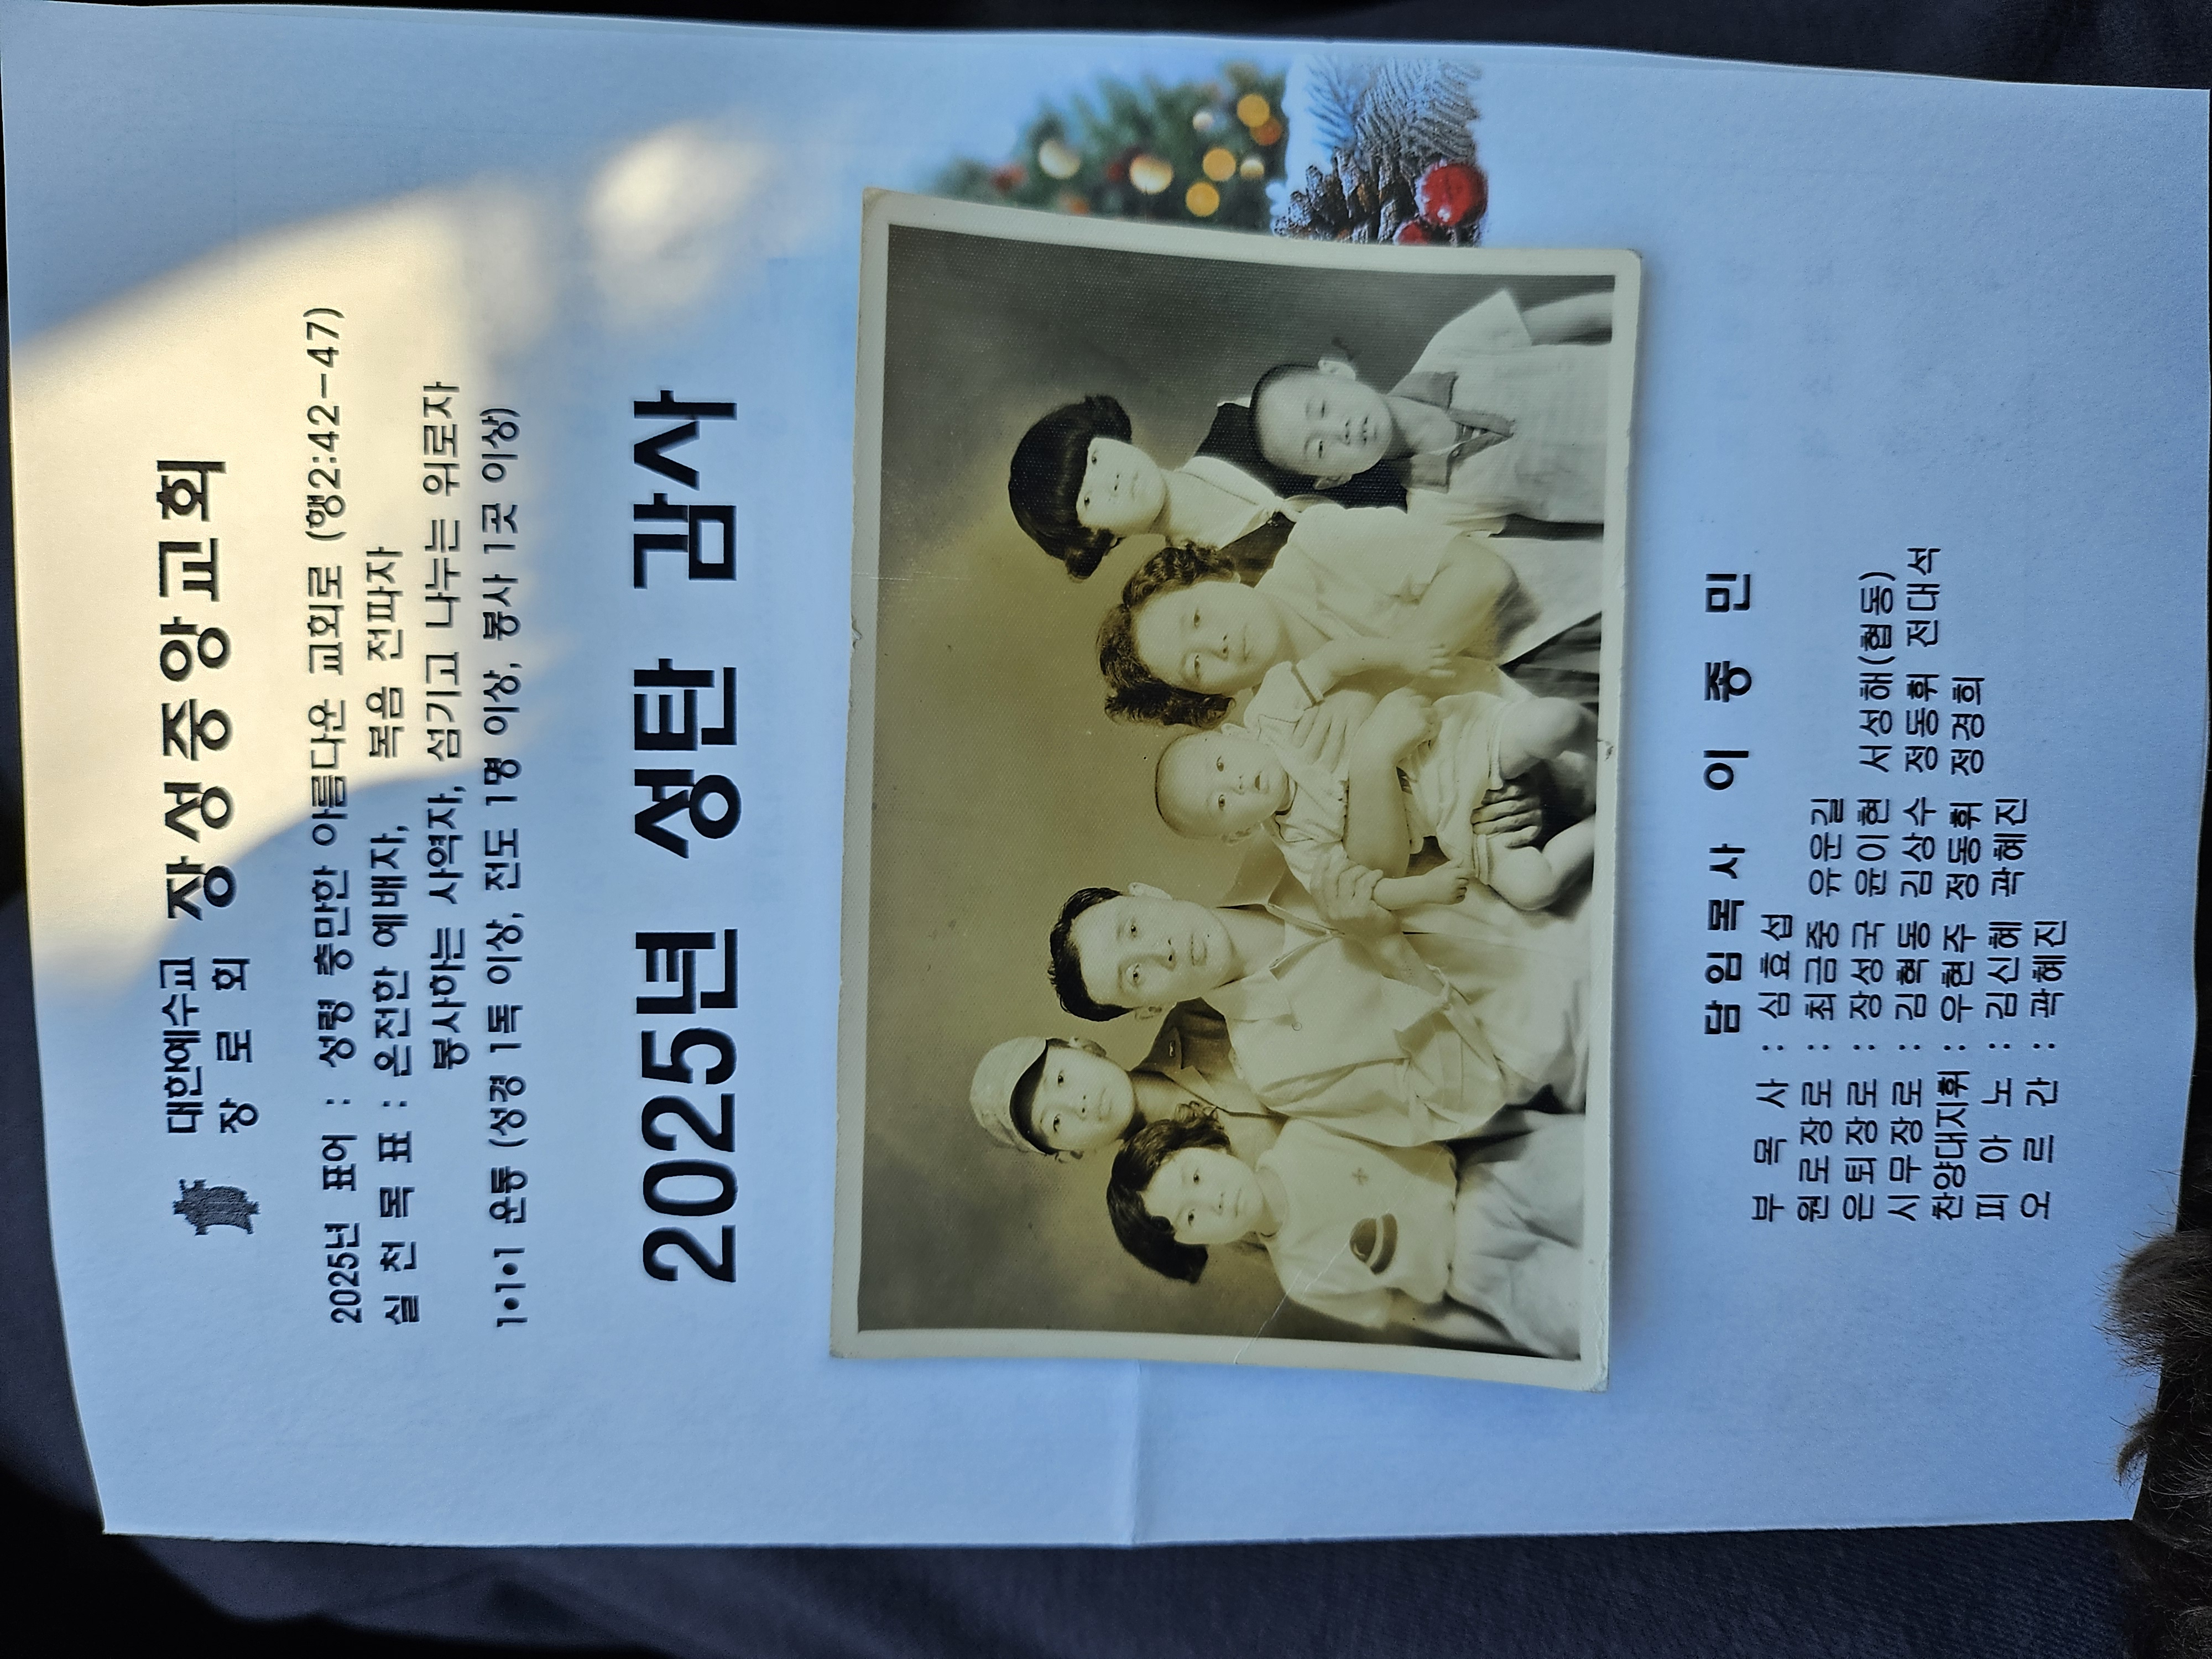 대한예수교
장 로 회
장성중앙교회
2025년 표어 : 성령 충만한 아름다운 교회로 (행2:42-47)
실 천 목 표 : 온전한 예배자, 복음 전파자
봉사하는 사역자, 섬기고 나누는 위로자
1•1•1 운동 (성경 1독 이상, 전도 1명 이상, 봉사 1곳 이상)
2025년 성탄 감사
담임목사 이 종 민
부 목 사 : 심효섭
원로장로 : 최금중 유운길
은퇴장로 : 장성국 윤이현 서성해(협동)
시무장로 : 김혁동 김상수 정동휘 전대석
찬양대지휘 : 우현주 정동휘 정경희
피 아 노 : 김신혜 곽혜진
오 르 간 : 곽혜진